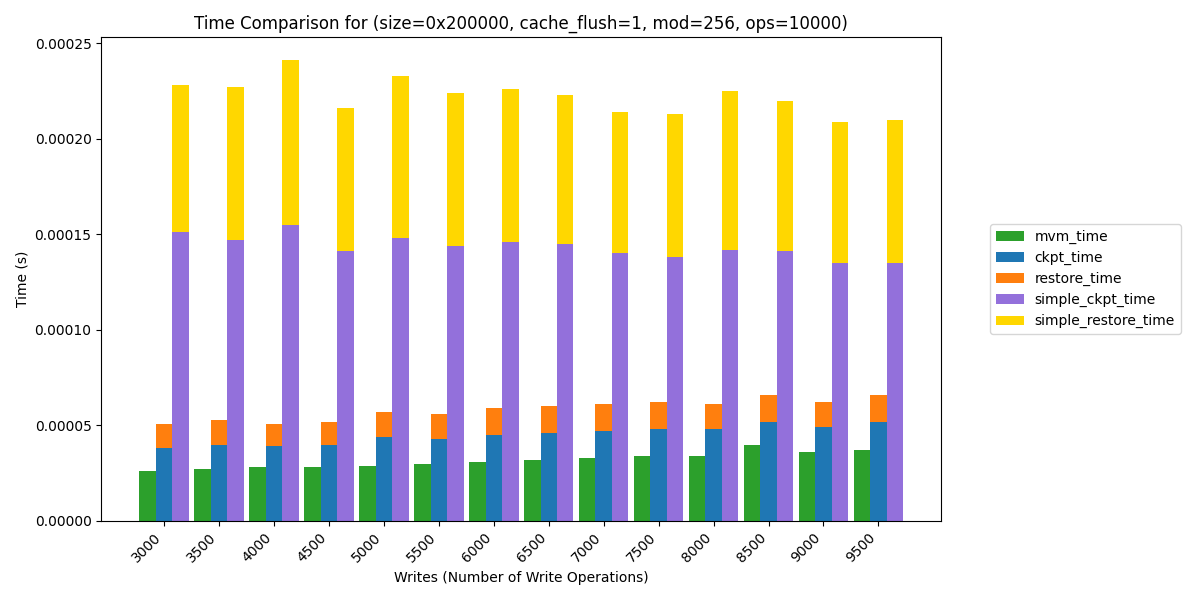 Time Comparison for (size=0x200000, cache_flush=1, mod=256, ops=10000)
Time (s)
0.00025
0.00020
0.00015
0.00010
0.00005
0.00000
3000 3500 4000 4500 5000 5500 6000 6500 7000 7500 8000 8500 9000 9500
Writes (Number of Write Operations)
mvm_time
ckpt_time
restore_time
simple_ckpt_time
simple_restore_time